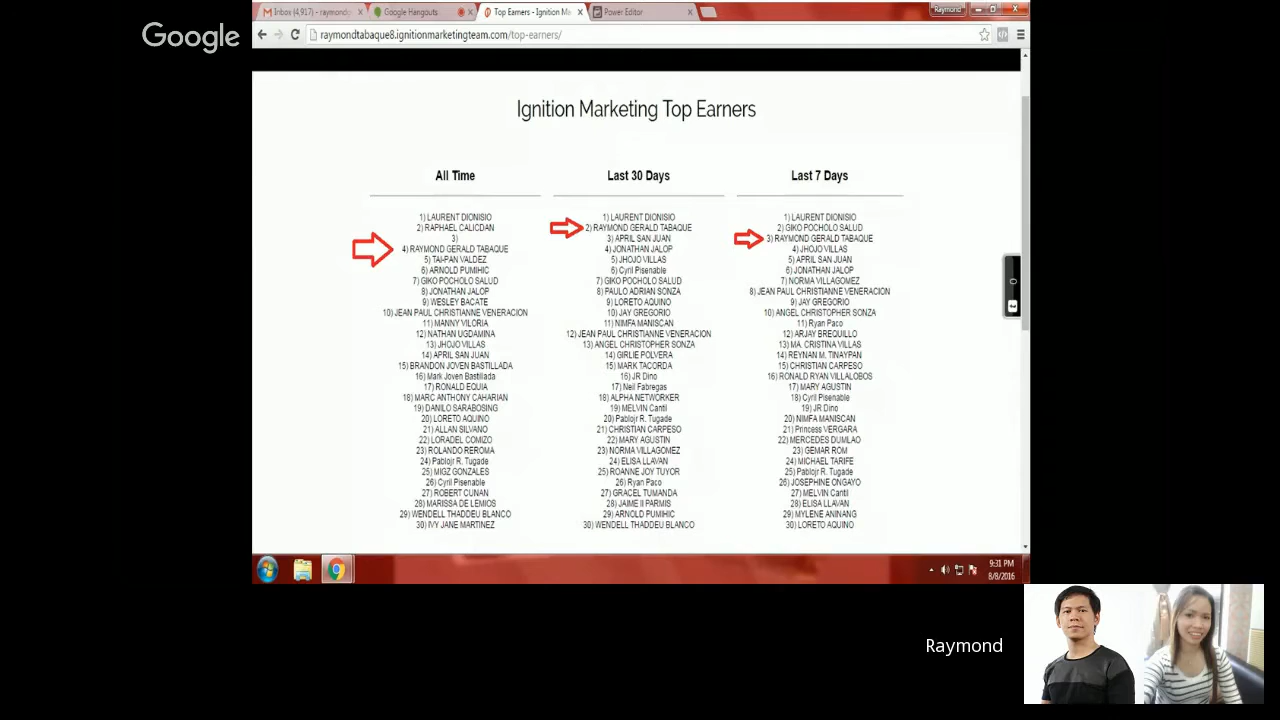 Google
Inbox (4,917) - raymond
Google Hangouts
Top Earners - Ignition Ma
Power Editor
Raymond
raymondtabaque8.ignitionmarketingteam.com/top-earners/
Ignition Marketing Top Earners
All Time
1) LAURENT DIONISIO
2) RAPHAEL CALICDAN
3)
4) RAYMOND GERALD TABAQUE
5) TAI-PAN VALDEZ
6) ARNOLD PUMIHIC
7) GIKO POCHOLO SALUD
8) JONATHAN JALOP
9) WESLEY BACATE
10) JEAN PAUL CHRISTIANNE VENERACION
11) MANNY VILORIA
12) NATHAN UGDAMINA
13) JHOJO VILLAS
14) APRIL SAN JUAN
15) BRANDON JOVEN BASTILLADA
16) Mark Joven Bastillada
17) RONALD EQUIA
18) MARC ANTHONY CAHARIAN
19) DANILO SARABOSING
20) LORETO AQUINO
21) ALLAN SILVANO
22) LORADEL COMIZO
23) ROLANDO REROMA
24) Pablojr R. Tugade
25) MIGZ GONZALES
26) Cyril Pisenable
27) ROBERT CUNAN
28) MARISSA DE LEMIOS
29) WENDELL THADDEU BLANCO
30) IVY JANE MARTINEZ
Last 30 Days
1) LAURENT DIONISIO
2) RAYMOND GERALD TABAQUE
3) APRIL SAN JUAN
4) JONATHAN JALOP
5) JHOJO VILLAS
6) Cyril Pisenable
7) GIKO POCHOLO SALUD
8) PAULO ADRIAN SONZA
9) LORETO AQUINO
10) JAY GREGORIO
11) NIMFA MANISCAN
12) JEAN PAUL CHRISTIANNE VENERACION
13) ANGEL CHRISTOPHER SONZA
14) GIRLIE POLVERA
15) MARK TACORDA
16) JR Dino
17) Neil Fabregas
18) ALPHA NETWORKER
19) MELVIN Cantil
20) Pablojr R. Tugade
21) CHRISTIAN CARPESO
22) MARY AGUSTIN
23) NORMA VILLAGOMEZ
24) ELISA LLAVAN
25) ROANNE JOY TUYOR
26) Ryan Paco
27) GRACEL TUMANDA
28) JAIME II PARMIS
29) ARNOLD PUMIHIC
30) WENDELL THADDEU BLANCO
Last 7 Days
1) LAURENT DIONISIO
2) GIKO POCHOLO SALUD
3) RAYMOND GERALD TABAQUE
4) JHOJO VILLAS
5) APRIL SAN JUAN
6) JONATHAN JALOP
7) NORMA VILLAGOMEZ
8) JEAN PAUL CHRISTIANNE VENERACION
9) JAY GREGORIO
10) ANGEL CHRISTOPHER SONZA
11) Ryan Paco
12) ARJAY BREQUILLO
13) MA. CRISTINA VILLAS
14) REYNAN M. TINAYPAN
15) CHRISTIAN CARPESO
16) RONALD RYAN VILLALOBOS
17) MARY AGUSTIN
18) Cyril Pisenable
19) JR Dino
20) NIMFA MANISCAN
21) Princess VERGARA
22) MERCEDES DUMLAO
23) GEMAR ROM
24) MICHAEL TARIFE
25) Pablojr R. Tugade
26) JOSEPHINE ONGAYO
27) MELVIN Cantil
28) ELISA LLAVAN
29) MYLENE ANINANG
30) LORETO AQUINO
9:31 PM
8/8/2016
Raymond